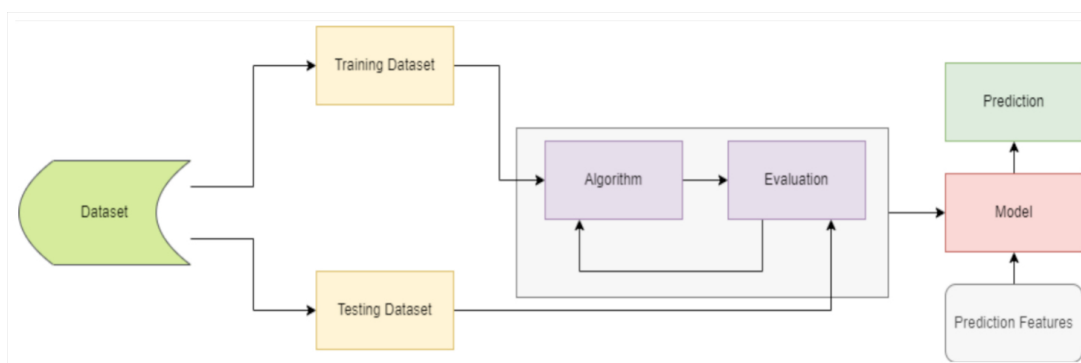 Training Dataset
Prediction
Algorithm
Evaluation
Dataset
Model
Testing Dataset
Prediction Features